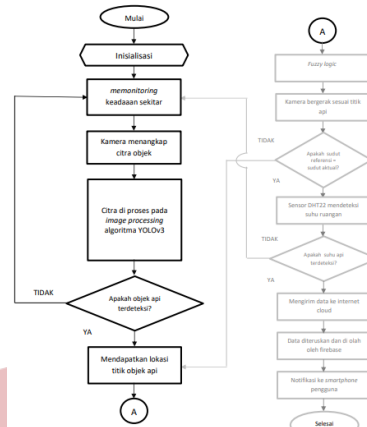 Mulai
Inisialisasi
memonitoring
keadaaan sekitar
Kamera menangkap
citra objek
Citra di proses pada
image processing
algoritma YOLOv3
TIDAK
Apakah objek api
terdeteksi?
YA
Mendapatkan lokasi
titik objek api
A
A
Fuzzy logic
Kamera bergerak sesuai titik
api
TIDAK
Apakah sudut
referensi =
sudut aktual?
YA
Sensor DHT22 mendeteksi
suhu ruangan
TIDAK
Apakah suhu api
terdeteksi?
YA
Mengirim data ke internet
cloud
Data diteruskan dan di olah
oleh firebase
Notifikasi ke smartphone
pengguna
Selesai